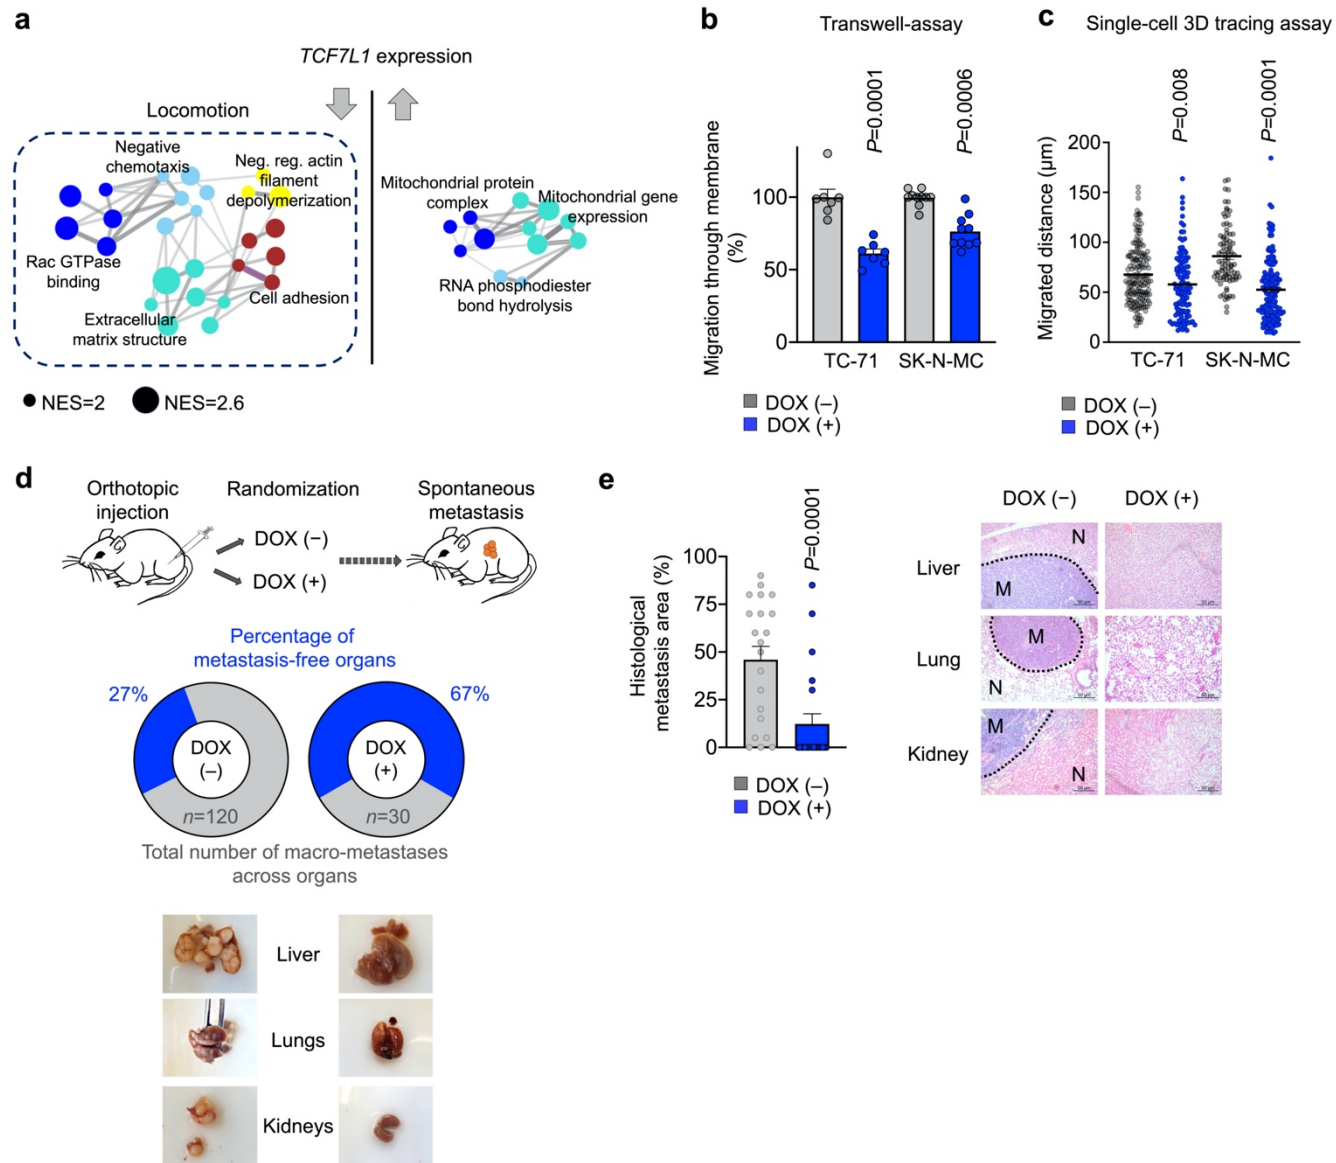 a
TCF7L1 expression
Locomotion
Negative
chemotaxis
Neg. reg. actin
filament
depolymerization
Rac GTPase
binding
Cell adhesion
Extracellular
matrix structure
Mitochondrial protein
complex
Mitochondrial gene
expression
RNA phosphodiester
bond hydrolysis
NES=2
NES=2.6
b
Transwell-assay
P=0.0001
P=0.0006
Migration through membrane
(%)
100
50
0
TC-71
SK-N-MC
DOX (–)
DOX (+)
c
Single-cell 3D tracing assay
P=0.008
P=0.0001
Migrated distance (µm)
200
150
100
50
0
TC-71
SK-N-MC
DOX (–)
DOX (+)
d
Orthotopic
injection
Randomization
Spontaneous
metastasis
DOX (–)
DOX (+)
Percentage of
metastasis-free organs
27%
67%
DOX
(–)
DOX
(+)
n=120
n=30
Total number of macro-metastases
across organs
Liver
Lungs
Kidneys
e
P=0.0001
Histological
metastasis area (%)
100
75
50
25
0
DOX (–)
DOX (+)
DOX (–)
DOX (+)
Liver
N
M
Lung
M
N
Kidney
M
N